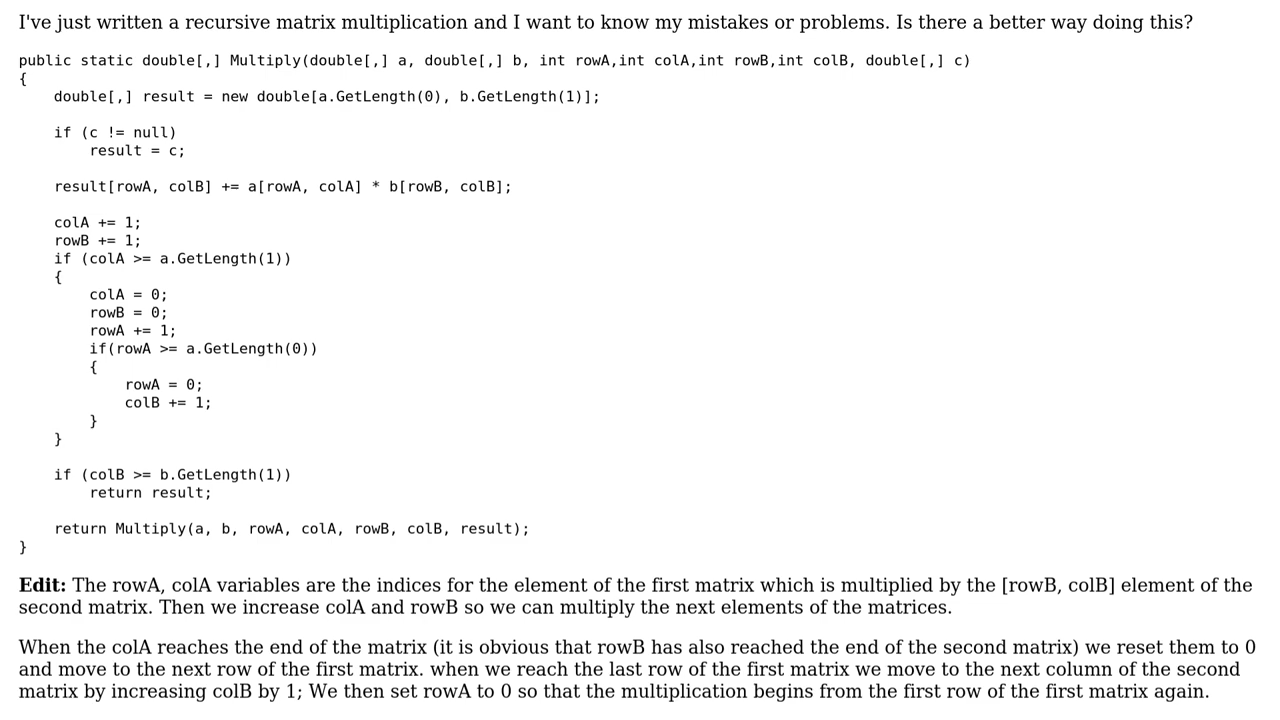 I've just written a recursive matrix multiplication and I want to know my mistakes or problems. Is there a better way doing this?
public static double[,] Multiply(double[,] a, double[,] b, int rowA,int colA,int rowB,int colB, double[,] c)
{
    double[,] result = new double[a.GetLength(0), b.GetLength(1)];

    if (c != null)
        result = c;

    result[rowA, colB] += a[rowA, colA] * b[rowB, colB];

    colA += 1;
    rowB += 1;
    if (colA >= a.GetLength(1))
    {
        colA = 0;
        rowB = 0;
        rowA += 1;
        if(rowA >= a.GetLength(0))
        {
            rowA = 0;
            colB += 1;
        }
    }

    if (colB >= b.GetLength(1))
        return result;

    return Multiply(a, b, rowA, colA, rowB, colB, result);
}
Edit: The rowA, colA variables are the indices for the element of the first matrix which is multiplied by the [rowB, colB] element of the
second matrix. Then we increase colA and rowB so we can multiply the next elements of the matrices.
When the colA reaches the end of the matrix (it is obvious that rowB has also reached the end of the second matrix) we reset them to 0
and move to the next row of the first matrix. when we reach the last row of the first matrix we move to the next column of the second
matrix by increasing colB by 1; We then set rowA to 0 so that the multiplication begins from the first row of the first matrix again.